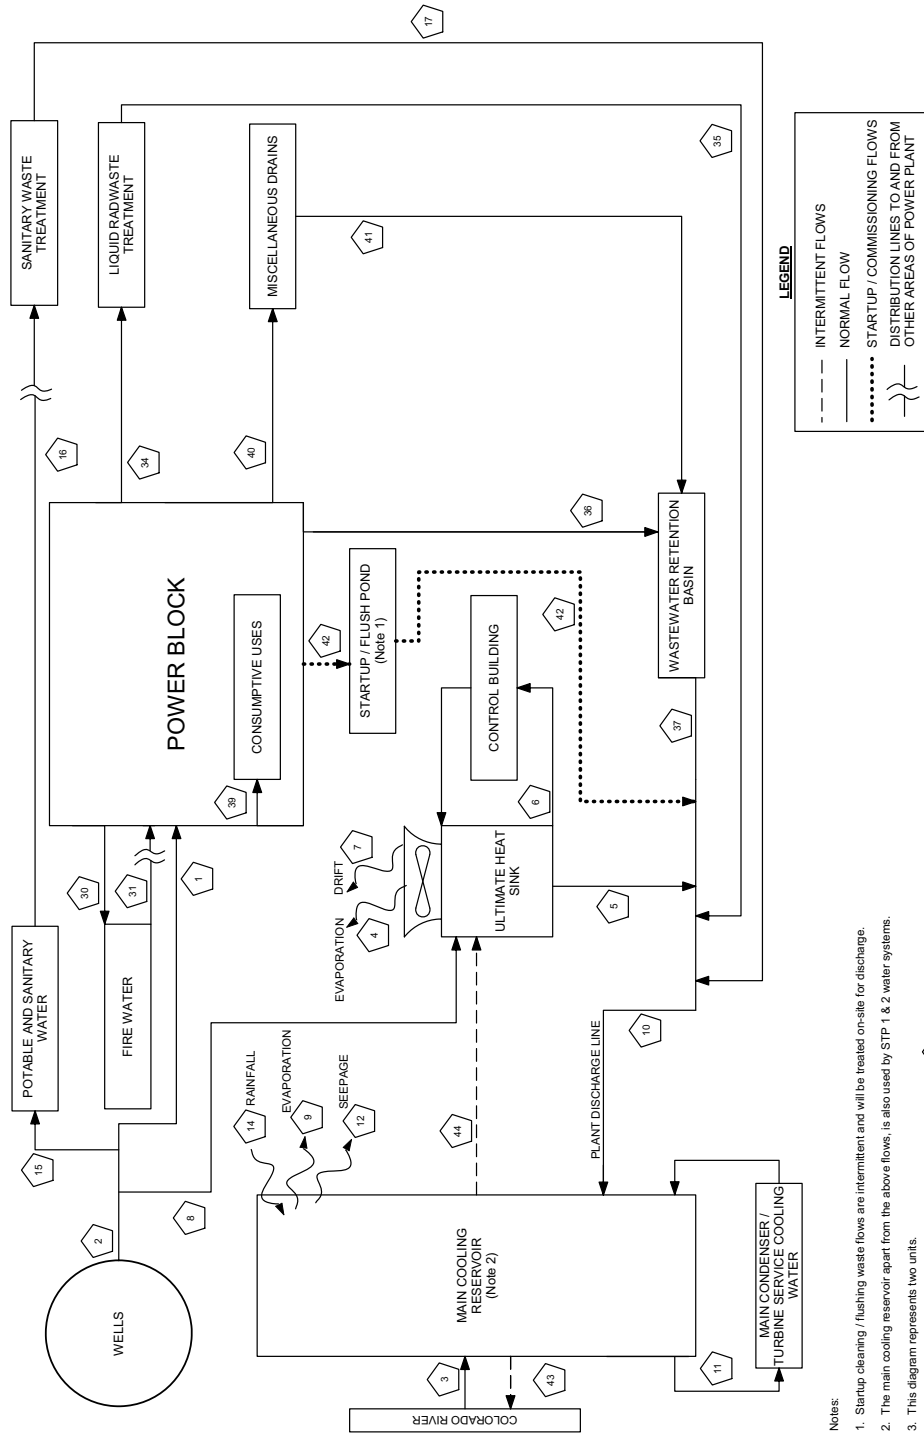 17
SANITARY WASTE
TREATMENT
LIQUID RADWASTE
TREATMENT
MISCELLANEOUS DRAINS
35
41
16
34
40
36
POWER BLOCK
CONSUMPTIVE USES
39
42
STARTUP / FLUSH POND
(Note 1)
42
CONTROL BUILDING
6
WASTEWATER RETENTION
BASIN
37
30
31
1
POTABLE AND SANITARY
WATER
FIRE WATER
15
2
WELLS
8
DRIFT
7
EVAPORATION
4
ULTIMATE HEAT
SINK
5
10
PLANT DISCHARGE LINE
14
RAINFALL
EVAPORATION
9
SEEPAGE
12
44
MAIN COOLING
RESERVOIR
(Note 2)
3
43
COLORADO RIVER
11
MAIN CONDENSER /
TURBINE SERVICE COOLING
WATER
LEGEND
INTERMITTENT FLOWS
NORMAL FLOW
STARTUP / COMMISSIONING FLOWS
DISTRIBUTION LINES TO AND FROM
OTHER AREAS OF POWER PLANT
Notes:
1. Startup cleaning / flushing waste flows are intermittent and will be treated on-site for discharge.
2. The main cooling reservoir apart from the above flows, is also used by STP 1 & 2 water systems.
3. This diagram represents two units.